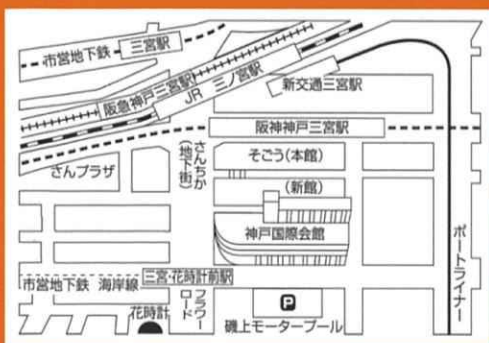 市営地下鉄
三宮駅
阪急神戸三宮駅
JR 三ノ宮駅
新交通三宮駅
阪神神戸三宮駅
さんプラザ
さんちか
(地下街)
そごう(本館)
(新館)
神戸国際会館
ポートライナー
三宮・花時計前駅
市営地下鉄 海岸線
花時計
フラワー
ロード
P
磯上モータープール